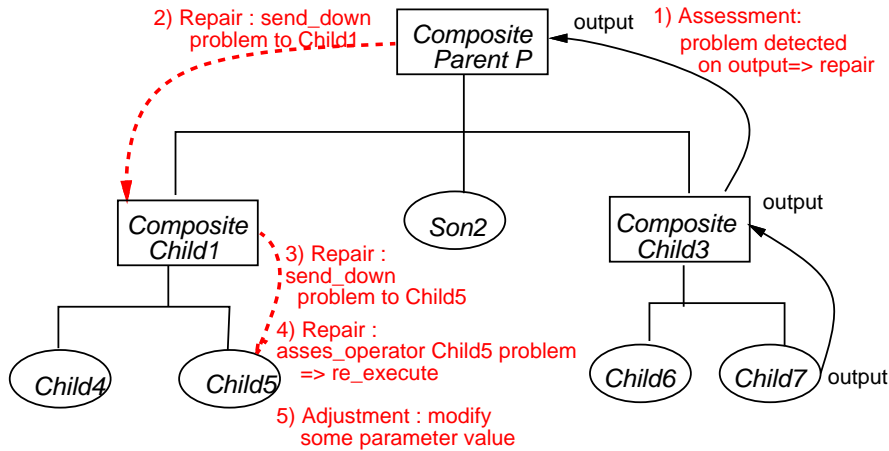 2) Repair : send_down
problem to Child1
Composite
Parent P
output
1) Assessment:
problem detected
on output=> repair
Composite
Child1
Son2
Composite
Child3
output
3) Repair :
send_down
problem to Child5
4) Repair :
asses_operator Child5 problem
=> re_execute
Child4
Child5
Child6
Child7
output
5) Adjustment : modify
some parameter value